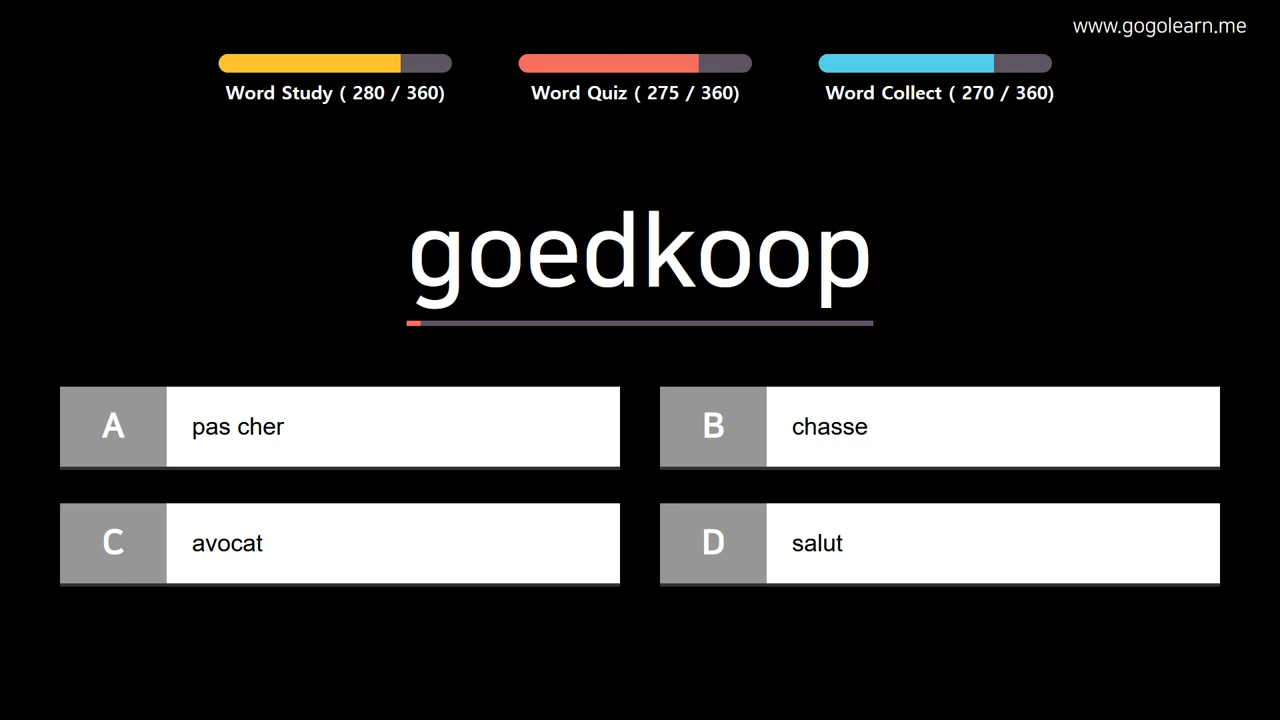 www.gogolearn.me
Word Study ( 280 / 360)
Word Quiz ( 275 / 360)
Word Collect ( 270 / 360)
goedkoop
A pas cher
B chasse
C avocat
D salut